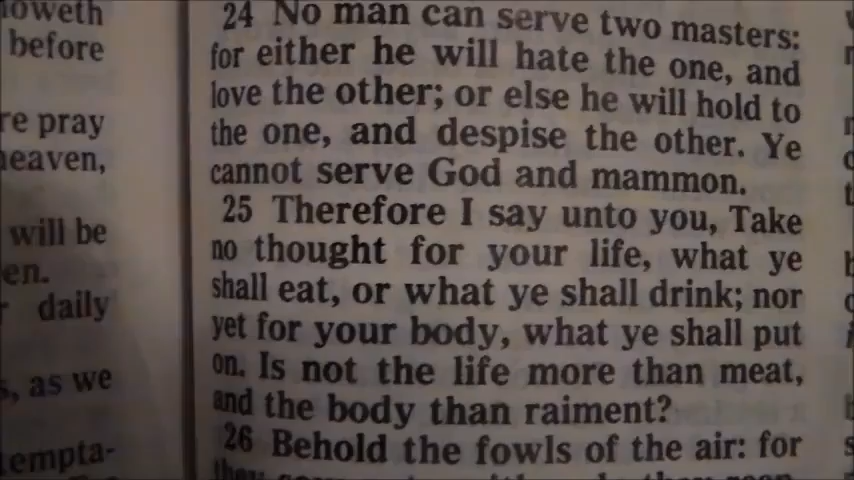 loweth
before
re pray
heaven,
will be
en.
r daily
s, as we
tempta-
24 No man can serve two masters:
for either he will hate the one, and
love the other; or else he will hold to
the one, and despise the other. Ye
cannot serve God and mammon.
25 Therefore I say unto you, Take
no thought for your life, what ye
shall eat, or what ye shall drink; nor
yet for your body, what ye shall put
on. Is not the life more than meat,
and the body than raiment?
26 Behold the fowls of the air: for